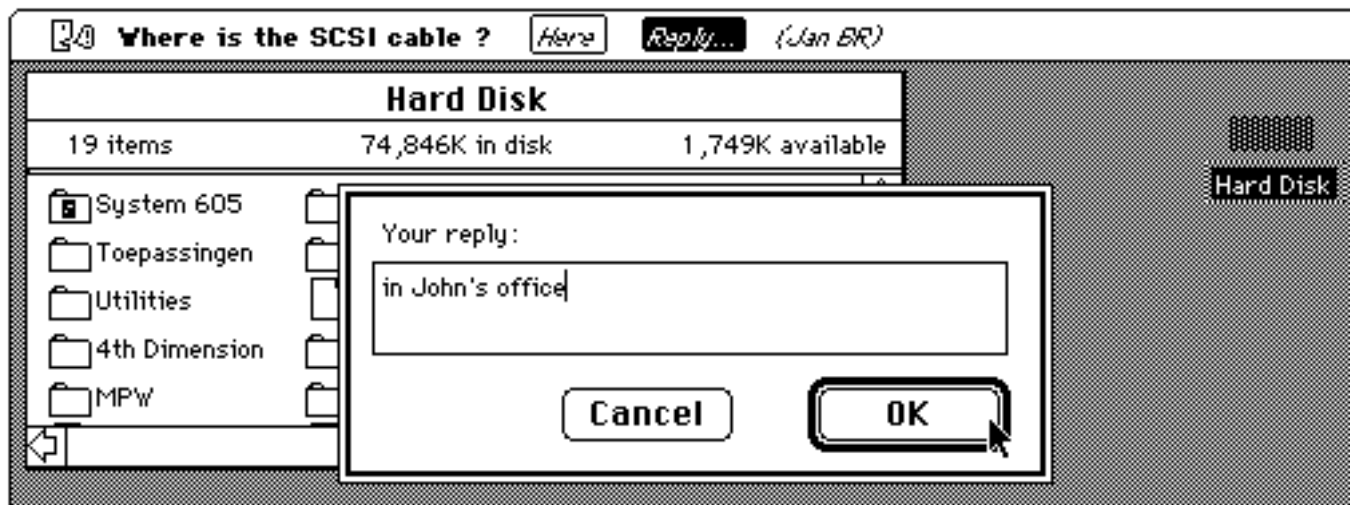 Where is the SCSI cable ? Here Reply... (Jan BR)
Hard Disk
19 items 74,846K in disk 1,749K available
Hard Disk
System 605
Toepassingen
Utilities
4th Dimension
MPW
Your reply:
in John's office
Cancel OK